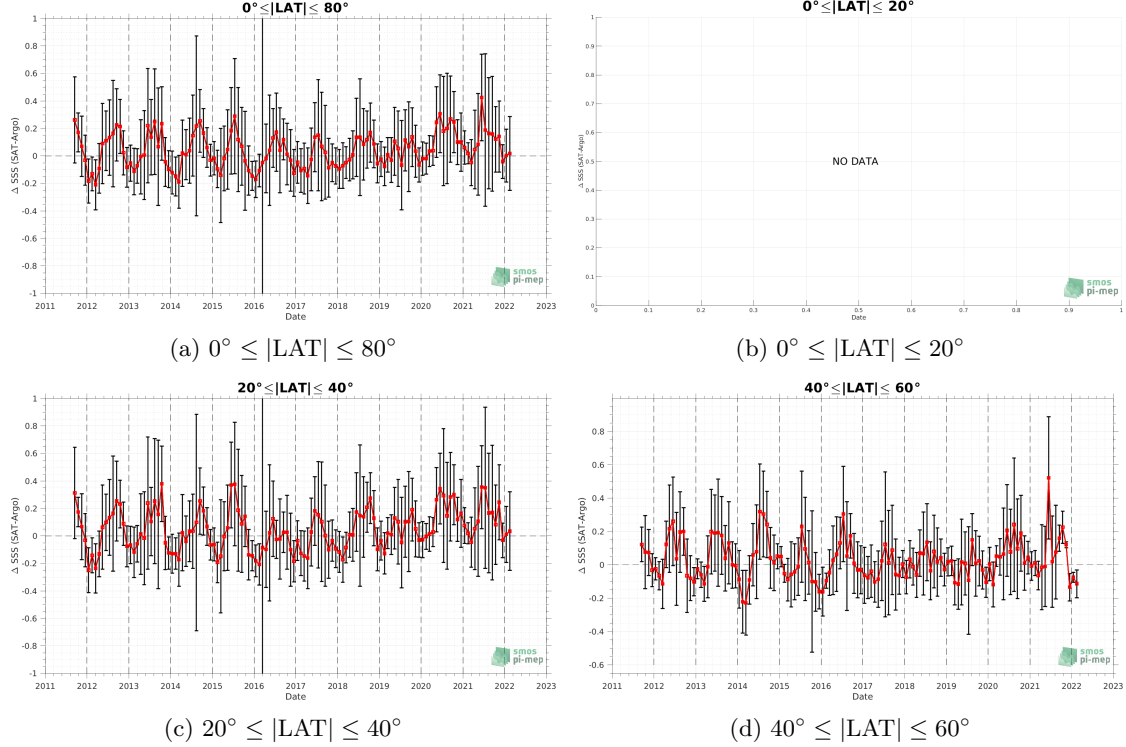 0°≤|LAT|≤ 80°
1
0.8
0.6
0.4
0.2
0
-0.2
-0.4
-0.6
-0.8
-1
Δ SSS (SAT-Argo)
2011 2012 2013 2014 2015 2016 2017 2018 2019 2020 2021 2022 2023
Date
smos
pi-mep
(a) 0° ≤ |LAT| ≤ 80°
0°≤|LAT|≤ 20°
1
0.9
0.8
0.7
0.6
0.5
0.4
0.3
0.2
0.1
0
Δ SSS (SAT-Argo)
NO DATA
0 0.1 0.2 0.3 0.4 0.5 0.6 0.7 0.8 0.9 1
Date
smos
pi-mep
(b) 0° ≤ |LAT| ≤ 20°
20°≤|LAT|≤ 40°
1
0.8
0.6
0.4
0.2
0
-0.2
-0.4
-0.6
-0.8
-1
Δ SSS (SAT-Argo)
2011 2012 2013 2014 2015 2016 2017 2018 2019 2020 2021 2022 2023
Date
smos
pi-mep
(c) 20° ≤ |LAT| ≤ 40°
40°≤|LAT|≤ 60°
0.8
0.6
0.4
0.2
0
-0.2
-0.4
-0.6
Δ SSS (SAT-Argo)
2011 2012 2013 2014 2015 2016 2017 2018 2019 2020 2021 2022 2023
Date
smos
pi-mep
(d) 40° ≤ |LAT| ≤ 60°